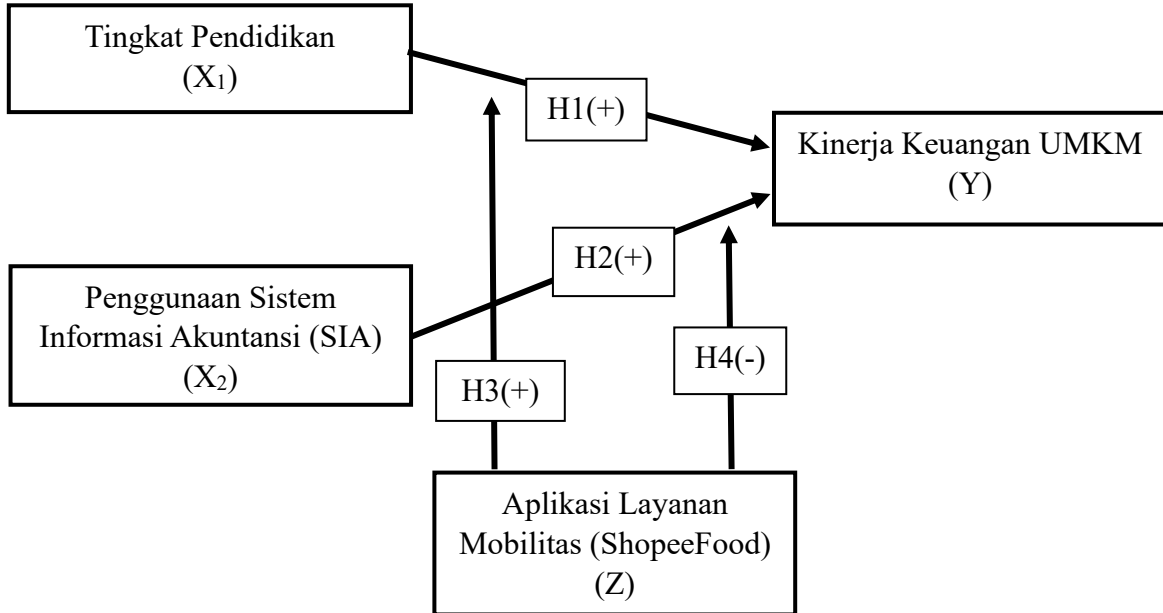 Tingkat Pendidikan
(X₁)
H1(+)
Kinerja Keuangan UMKM
(Y)
H2(+)
Penggunaan Sistem
Informasi Akuntansi (SIA)
(X₂)
H3(+)
H4(-)
Aplikasi Layanan
Mobilitas (ShopeeFood)
(Z)